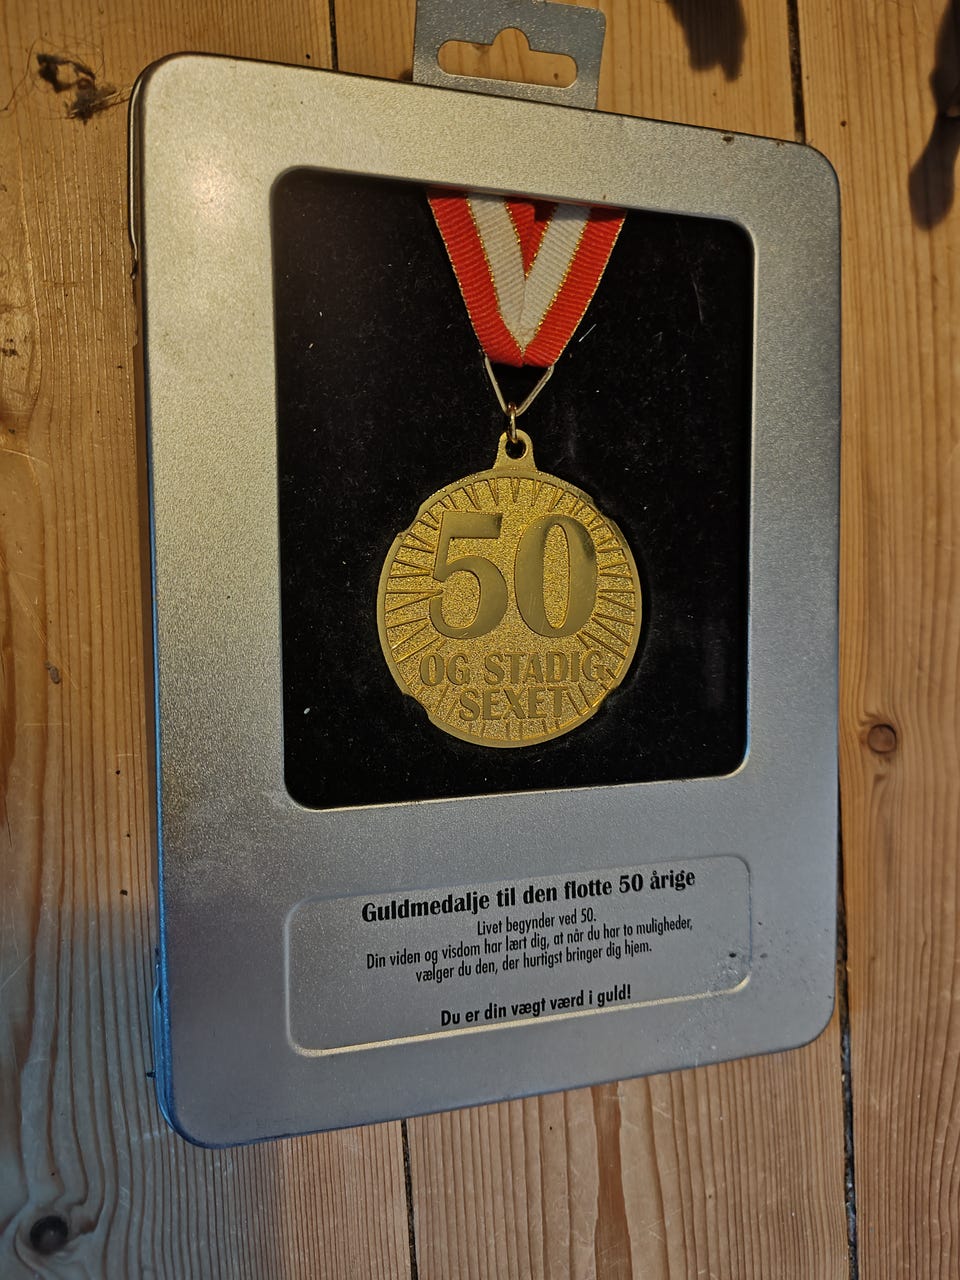 50
OG STADIG
SEXET
Guldmedalje til den flotte 50 årige
Livet begynder ved 50.
Din viden og visdom har lært dig, at når du har to muligheder,
vælger du den, der hurtigst bringer dig hjem.
Du er din vægt værd i guld!